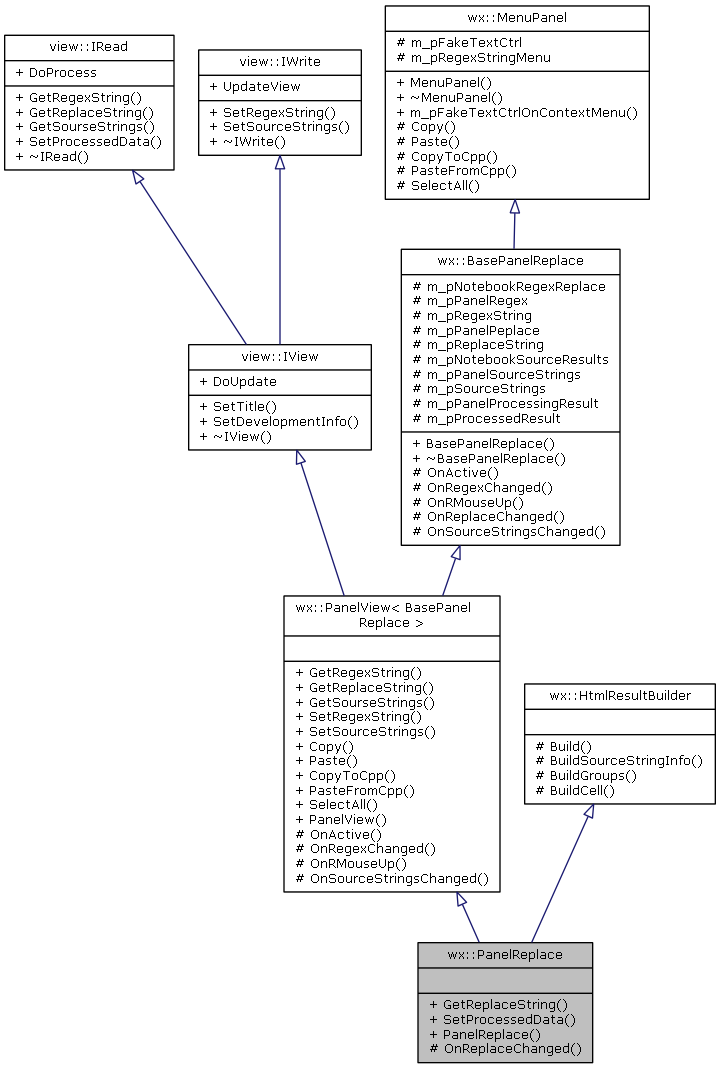 view::IRead
+ DoProcess
+ GetRegexString()
+ GetReplaceString()
+ GetSourseStrings()
+ SetProcessedData()
+ ~IRead()
view::IWrite
+ UpdateView
+ SetRegexString()
+ SetSourceStrings()
+ ~IWrite()
wx::MenuPanel
# m_pFakeTextCtrl
# m_pRegexStringMenu
+ MenuPanel()
+ ~MenuPanel()
+ m_pFakeTextCtrlOnContextMenu()
# Copy()
# Paste()
# CopyToCpp()
# PasteFromCpp()
# SelectAll()
wx::BasePanelReplace
# m_pNotebookRegexReplace
# m_pPanelRegex
# m_pRegexString
# m_pPanelPeplace
# m_pReplaceString
# m_pNotebookSourceResults
# m_pPanelSourceStrings
# m_pSourceStrings
# m_pPanelProcessingResult
# m_pProcessedResult
+ BasePanelReplace()
+ ~BasePanelReplace()
# OnActive()
# OnRegexChanged()
# OnRMouseUp()
# OnReplaceChanged()
# OnSourceStringsChanged()
view::IView
+ DoUpdate
+ SetTitle()
+ SetDevelopmentInfo()
+ ~IView()
wx::PanelView< BasePanel
Replace >
+ GetRegexString()
+ GetReplaceString()
+ GetSourseStrings()
+ SetRegexString()
+ SetSourceStrings()
+ Copy()
+ Paste()
+ CopyToCpp()
+ PasteFromCpp()
+ SelectAll()
+ PanelView()
# OnActive()
# OnRegexChanged()
# OnRMouseUp()
# OnSourceStringsChanged()
wx::HtmlResultBuilder
# Build()
# BuildSourceStringInfo()
# BuildGroups()
# BuildCell()
wx::PanelReplace
+ GetReplaceString()
+ SetProcessedData()
+ PanelReplace()
# OnReplaceChanged()